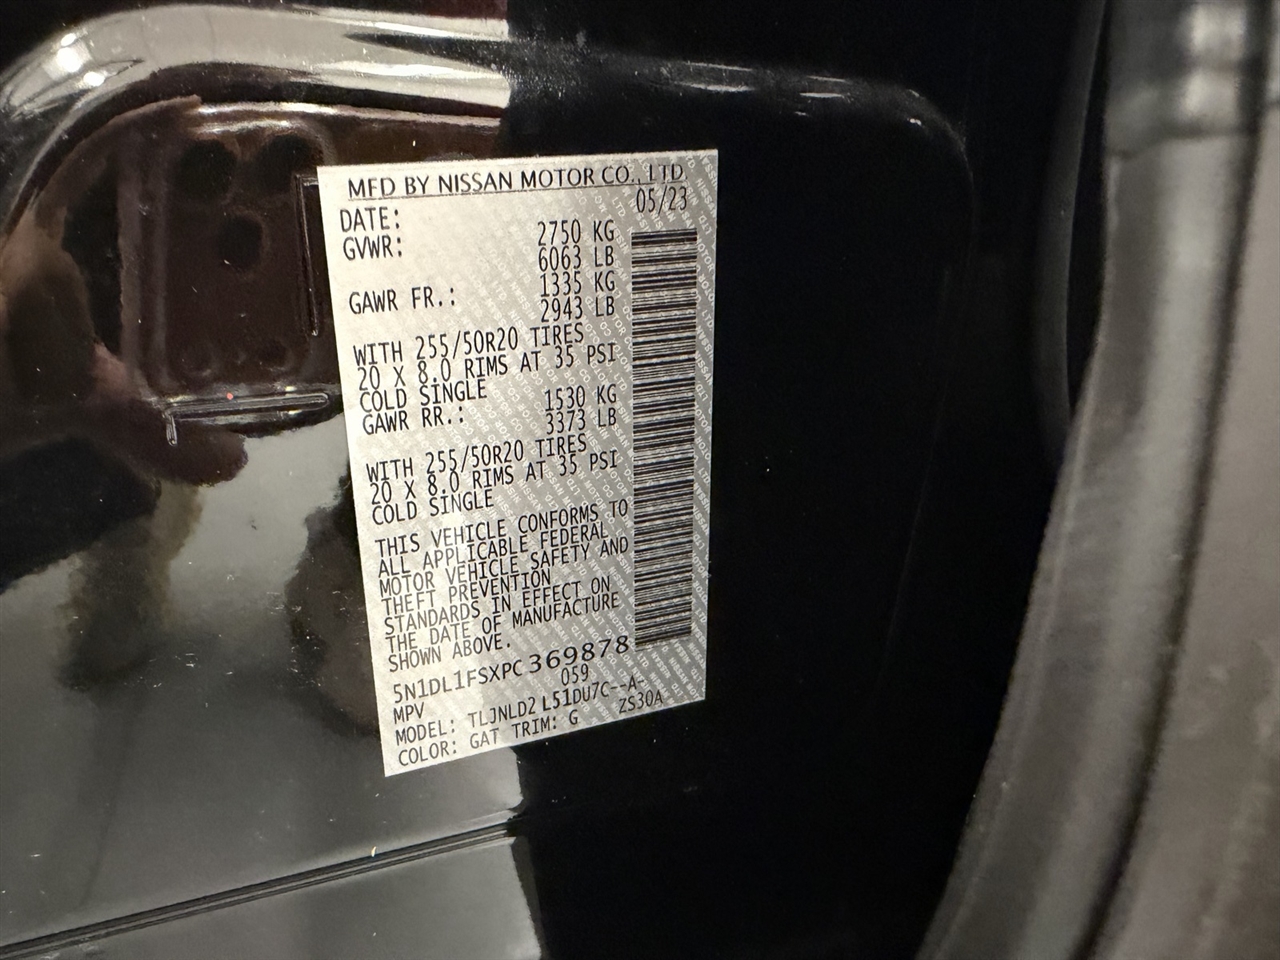 MFD BY NISSAN MOTOR CO., LTD.
DATE: 05/23
GVWR: 2750 KG
6063 LB
GAWR FR.: 1335 KG
2943 LB
WITH 255/50R20 TIRES
20 X 8.0 RIMS AT 35 PSI
COLD SINGLE
GAWR RR.: 1530 KG
3373 LB
WITH 255/50R20 TIRES
20 X 8.0 RIMS AT 35 PSI
COLD SINGLE
THIS VEHICLE CONFORMS TO
ALL APPLICABLE FEDERAL
MOTOR VEHICLE SAFETY AND
THEFT PREVENTION
STANDARDS IN EFFECT ON
THE DATE OF MANUFACTURE
SHOWN ABOVE.
5N1DL1FSXPC369878
MPV 059
MODEL: TLJNLD2 L51DU7C--A-
COLOR: GAT TRIM: G ZS30A